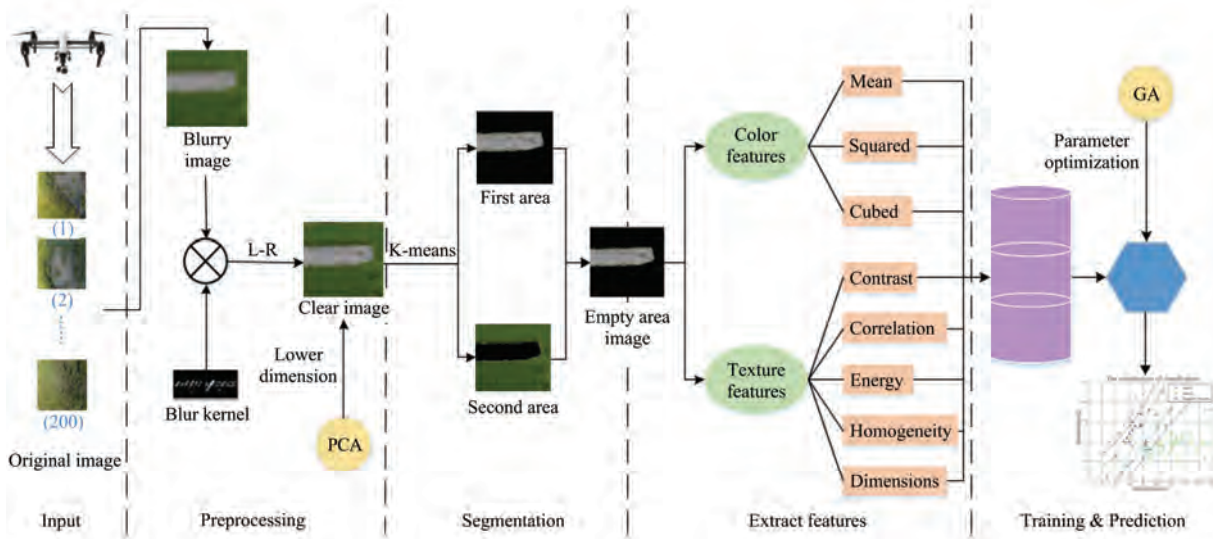 (1)
(2)
(200)
Original image
Input
Blurry
image
L-R
Blur kernel
Clear image
Lower
dimension
PCA
Preprocessing
K-means
First area
Second area
Empty area
image
Segmentation
Color
features
Texture
features
Mean
Squared
Cubed
Contrast
Correlation
Energy
Homogeneity
Dimensions
Extract features
GA
Parameter
optimization
Training & Prediction